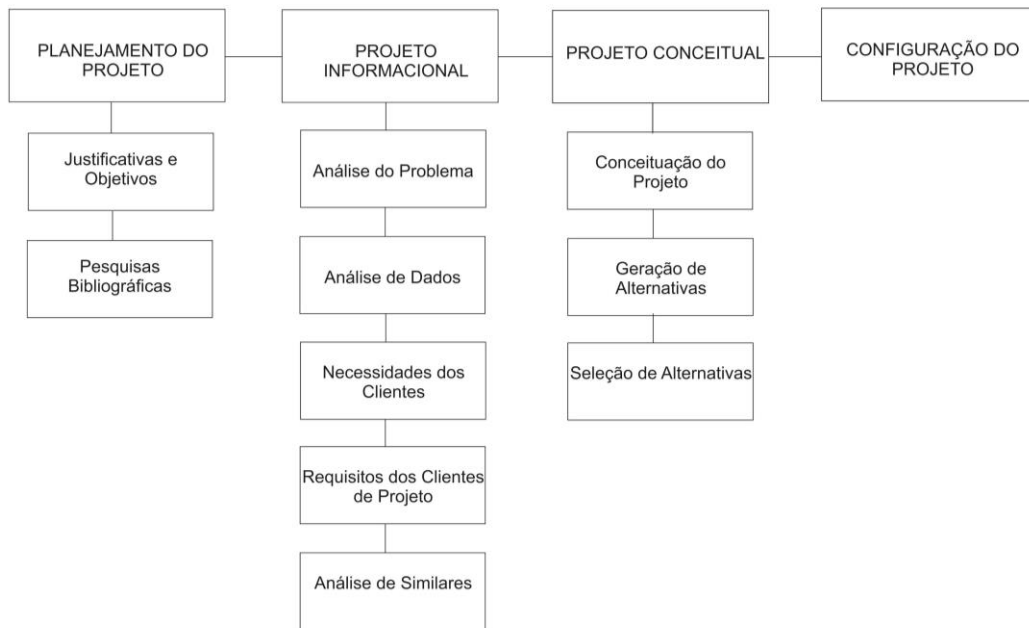 PLANEJAMENTO DO
PROJETO
PROJETO
INFORMACIONAL
PROJETO CONCEITUAL
CONFIGURAÇÃO DO
PROJETO
Justificativas e
Objetivos
Pesquisas
Bibliográficas
Análise do Problema
Análise de Dados
Necessidades dos
Clientes
Requisitos dos Clientes
de Projeto
Análise de Similares
Conceituação do
Projeto
Geração de
Alternativas
Seleção de Alternativas